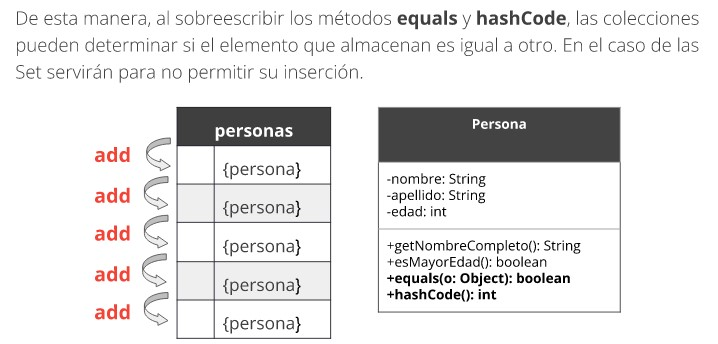 De esta manera, al sobreescribir los métodos equals y hashCode, las colecciones
pueden determinar si el elemento que almacenan es igual a otro. En el caso de las
Set servirán para no permitir su inserción.
personas
add
{persona}
add
{persona}
add
{persona}
add
{persona}
add
{persona}
Persona
-nombre: String
-apellido: String
-edad: int
+getNombreCompleto(): String
+esMayorEdad(): boolean
+equals(o: Object): boolean
+hashCode(): int